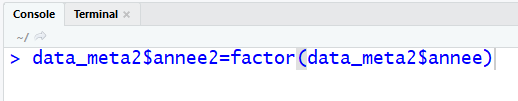 Console Terminal ×
~/
> data_meta2$annee2=factor(data_meta2$annee)